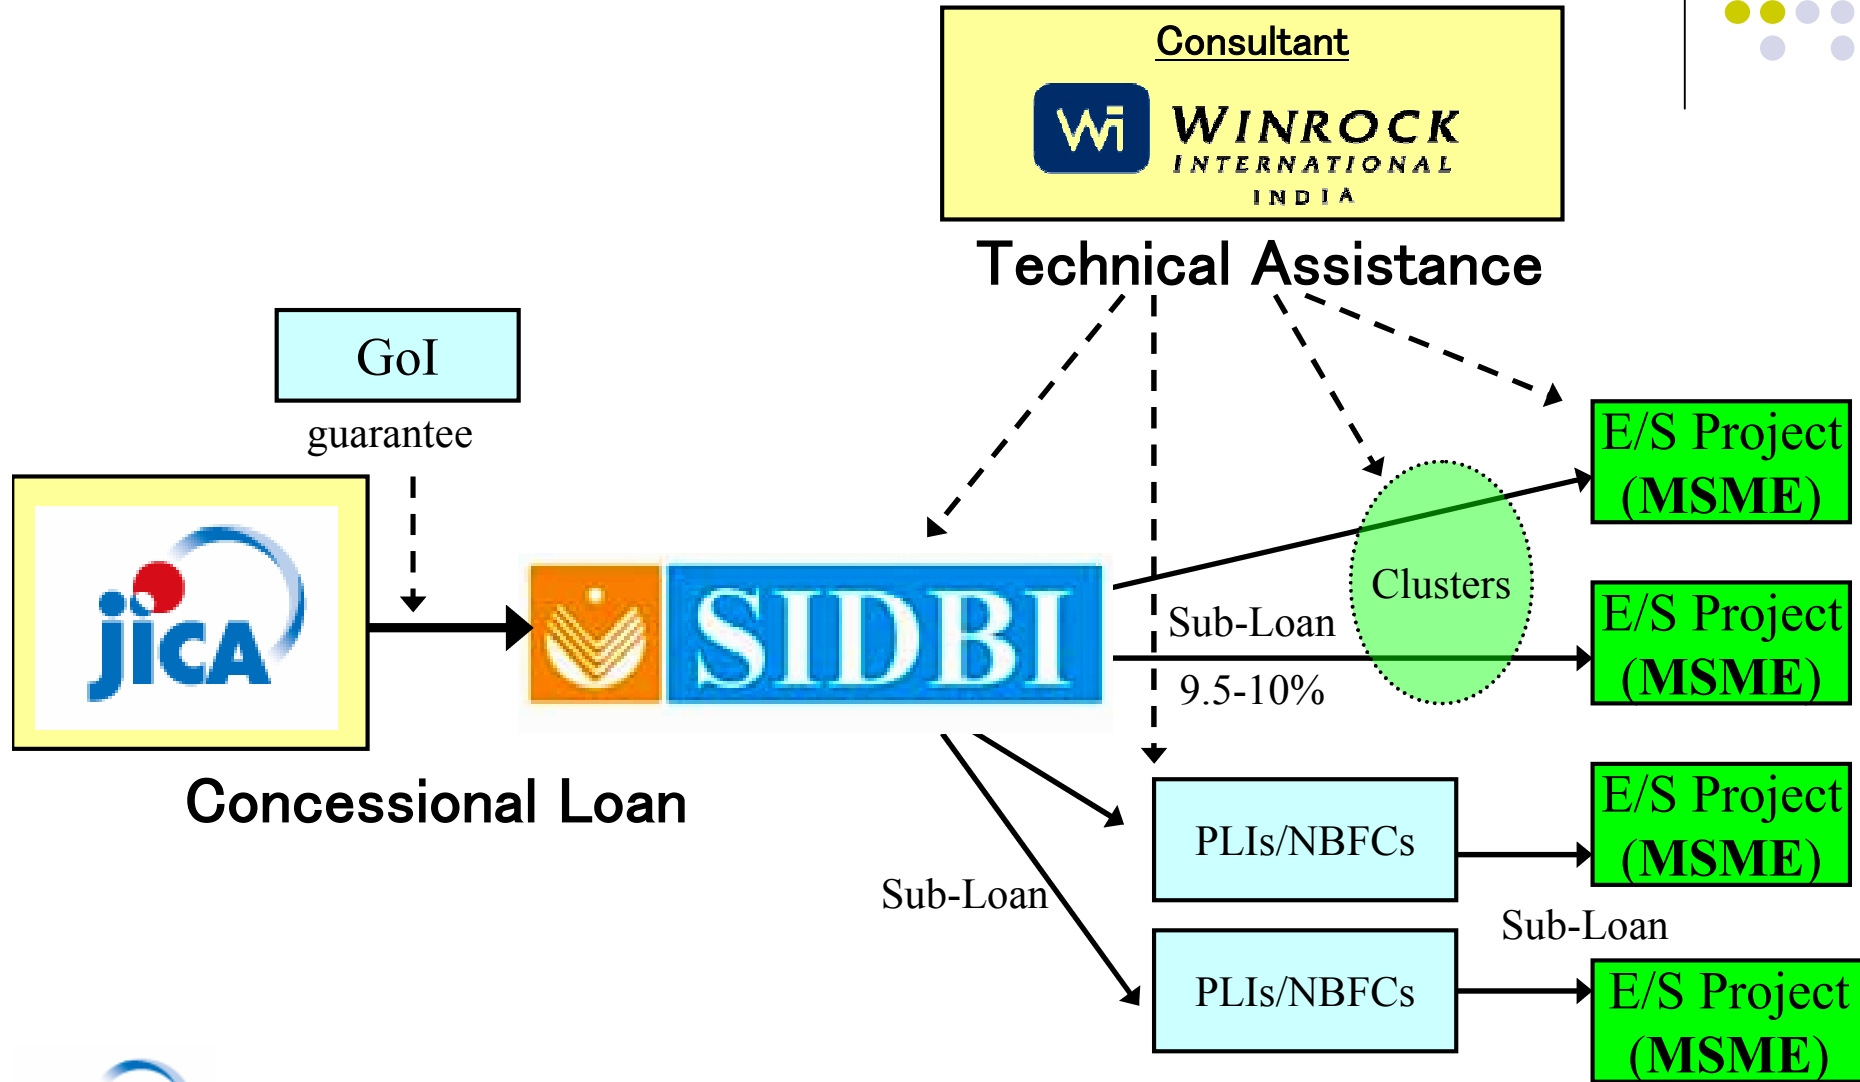 Consultant
Wi WINROCK
INTERNATIONAL
INDIA
Technical Assistance
GoI
guarantee
jICA
Concessional Loan
SIDBI
Sub-Loan
9.5-10%
Clusters
E/S Project
(MSME)
E/S Project
(MSME)
PLIs/NBFCs
E/S Project
(MSME)
Sub-Loan
PLIs/NBFCs
Sub-Loan
E/S Project
(MSME)